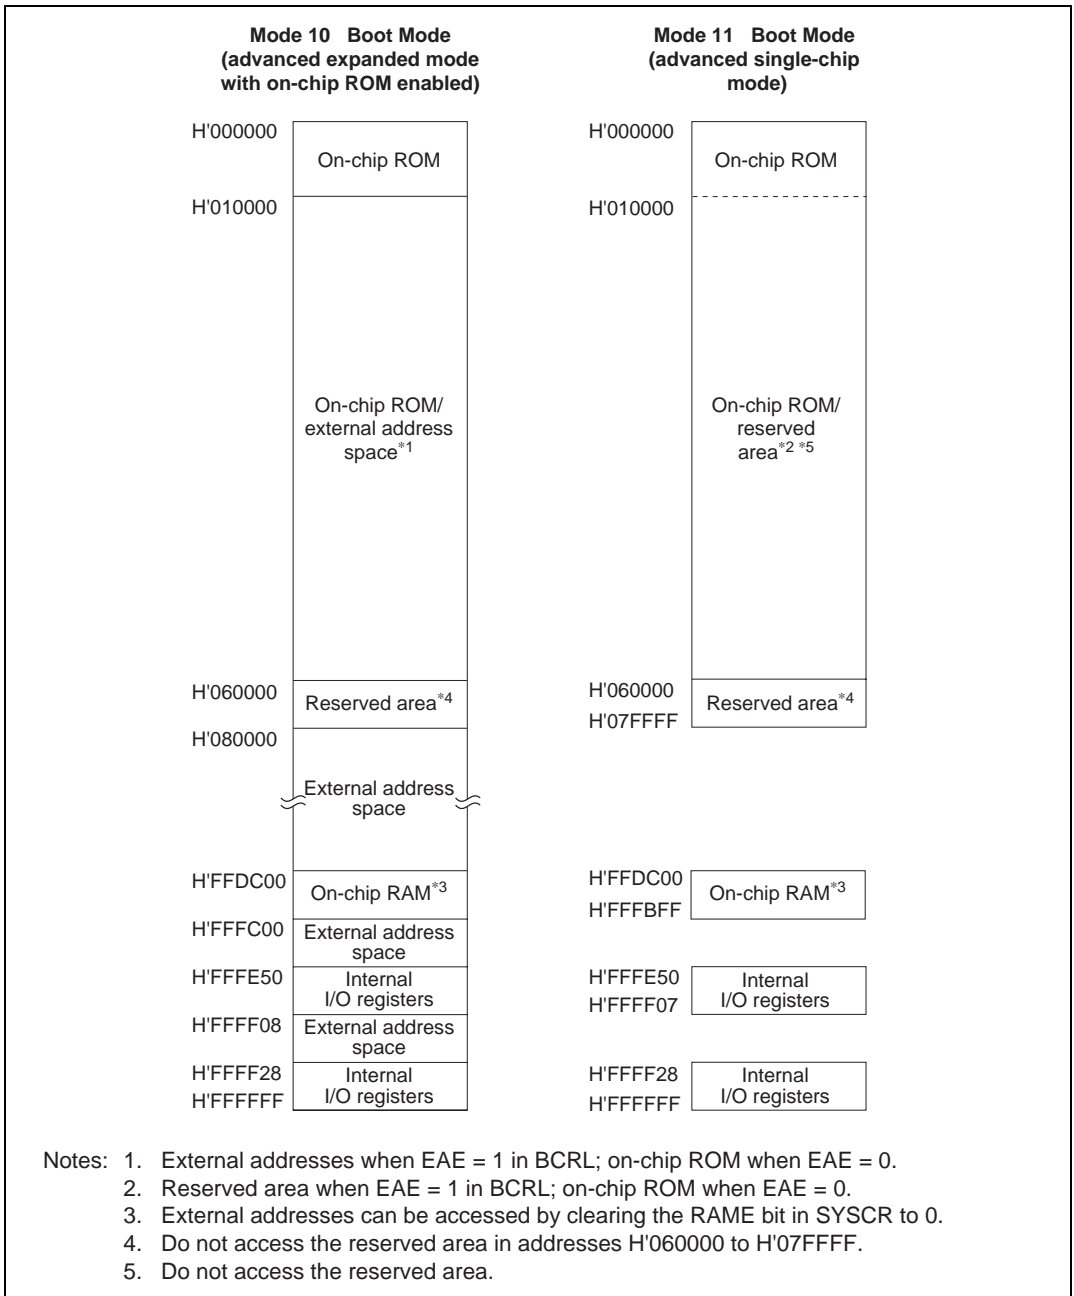 Mode 10 Boot Mode
(advanced expanded mode
with on-chip ROM enabled)
H'000000
On-chip ROM
H'010000
On-chip ROM/
external address
space*1
H'060000
Reserved area*4
H'080000
External address
space
H'FFDC00
On-chip RAM*3
H'FFFC00
External address
space
H'FFFE50
Internal
I/O registers
H'FFFF08
External address
space
H'FFFF28
Internal
I/O registers
H'FFFFFF
Mode 11 Boot Mode
(advanced single-chip
mode)
H'000000
On-chip ROM
H'010000
On-chip ROM/
reserved
area*2 *5
H'060000
Reserved area*4
H'07FFFF
H'FFDC00
On-chip RAM*3
H'FFFBFF
H'FFFE50
Internal
I/O registers
H'FFFF07
H'FFFF28
Internal
I/O registers
H'FFFFFF
Notes: 1. External addresses when EAE = 1 in BCRL; on-chip ROM when EAE = 0.
2. Reserved area when EAE = 1 in BCRL; on-chip ROM when EAE = 0.
3. External addresses can be accessed by clearing the RAME bit in SYSCR to 0.
4. Do not access the reserved area in addresses H'060000 to H'07FFFF.
5. Do not access the reserved area.